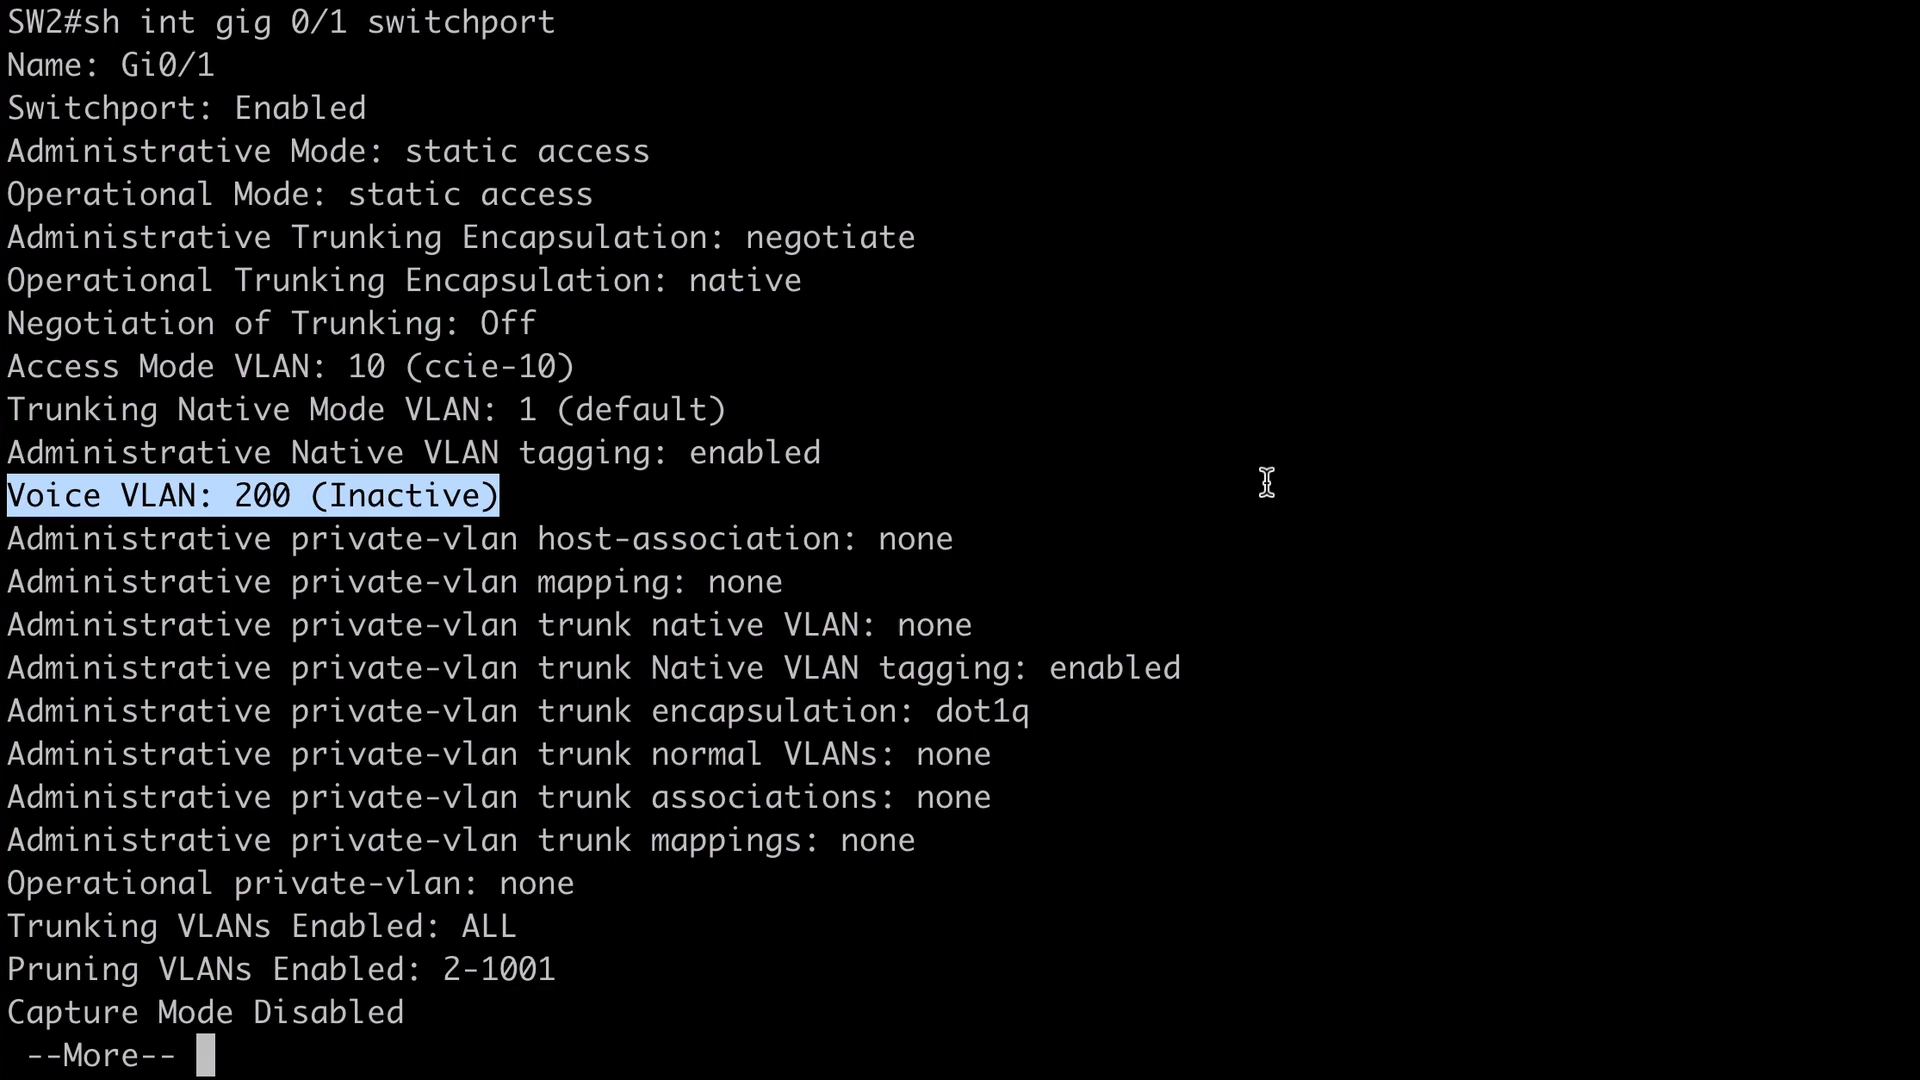 SW2#sh int gig 0/1 switchport
Name: Gi0/1
Switchport: Enabled
Administrative Mode: static access
Operational Mode: static access
Administrative Trunking Encapsulation: negotiate
Operational Trunking Encapsulation: native
Negotiation of Trunking: Off
Access Mode VLAN: 10 (ccie-10)
Trunking Native Mode VLAN: 1 (default)
Administrative Native VLAN tagging: enabled
Voice VLAN: 200 (Inactive)
Administrative private-vlan host-association: none
Administrative private-vlan mapping: none
Administrative private-vlan trunk native VLAN: none
Administrative private-vlan trunk Native VLAN tagging: enabled
Administrative private-vlan trunk encapsulation: dot1q
Administrative private-vlan trunk normal VLANs: none
Administrative private-vlan trunk associations: none
Administrative private-vlan trunk mappings: none
Operational private-vlan: none
Trunking VLANs Enabled: ALL
Pruning VLANs Enabled: 2-1001
Capture Mode Disabled
--More--